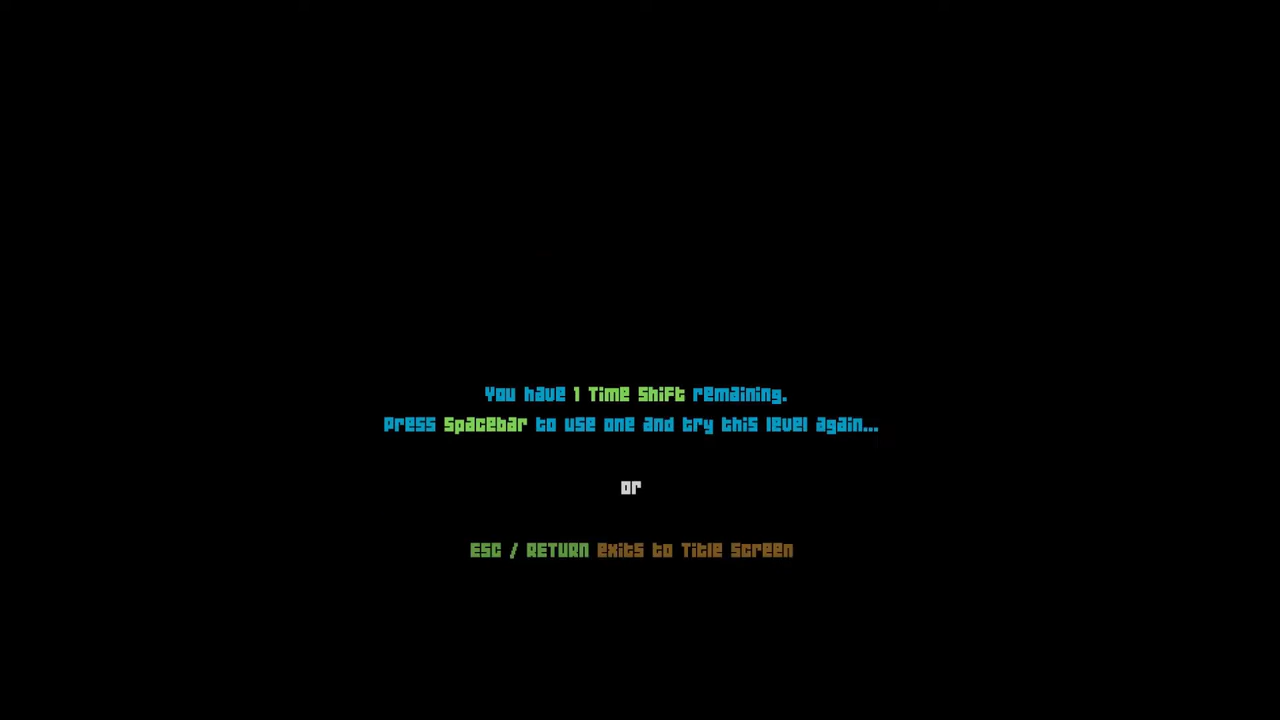 You have 1 Time Shift remaining.
Press Spacebar to use one and try this level again...
or
ESC / RETURN exits to Title Screen